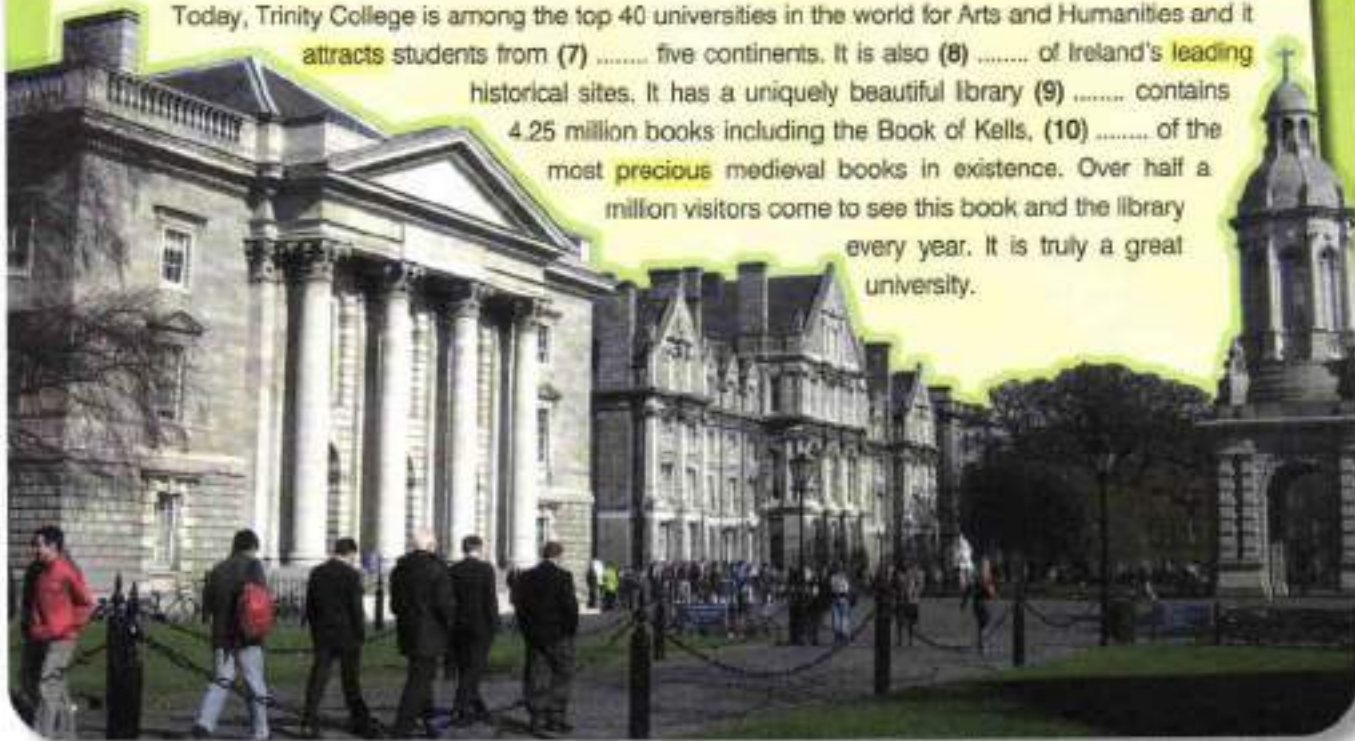 Today, Trinity College is among the top 40 universities in the world for Arts and Humanities and it
attracts students from (7) ........ five continents. It is also (8) ........ of Ireland's leading
historical sites. It has a uniquely beautiful library (9) ........ contains
4.25 million books including the Book of Kells, (10) ........ of the
most precious medieval books in existence. Over half a
million visitors come to see this book and the library
every year. It is truly a great
university.